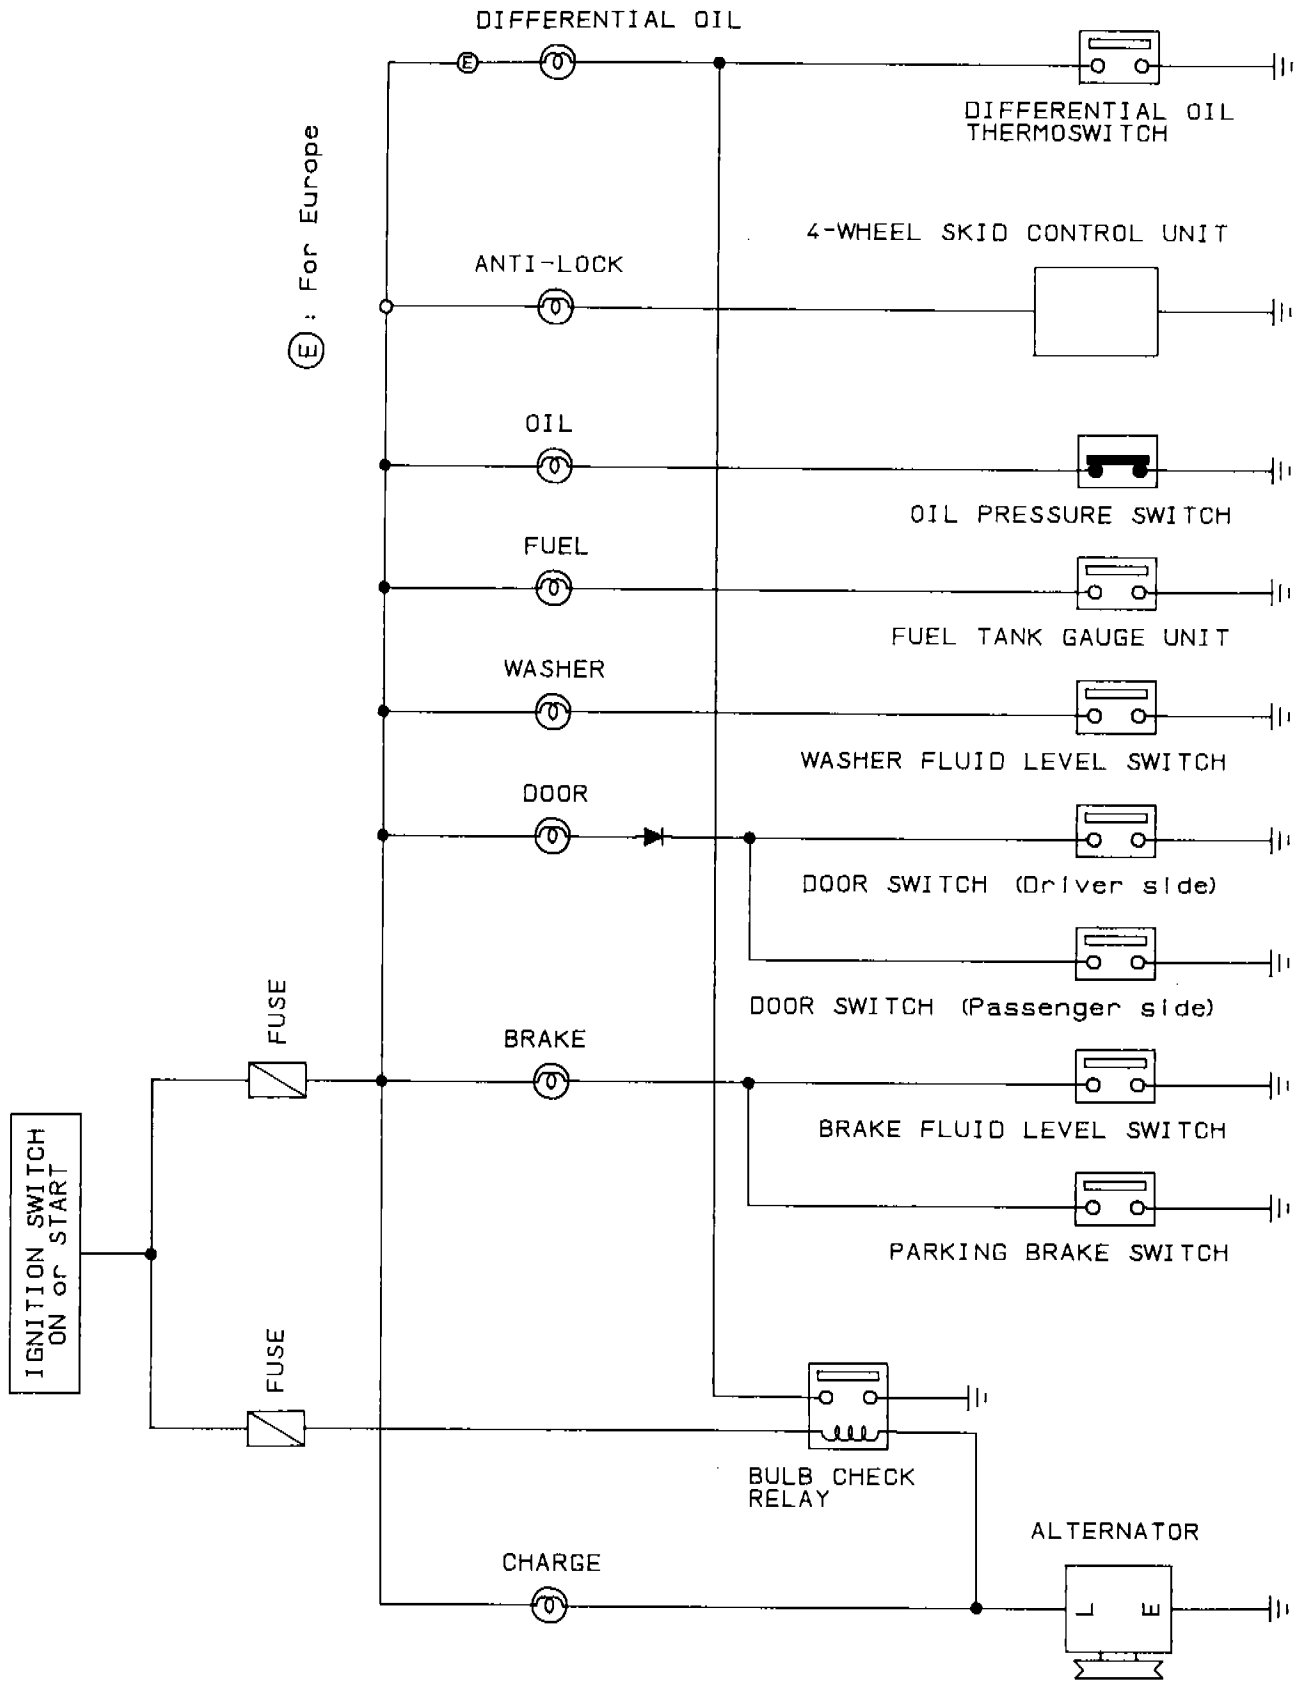 DIFFERENTIAL OIL
E
DIFFERENTIAL OIL
THERMOSWITCH
E : For Europe
4-WHEEL SKID CONTROL UNIT
ANTI-LOCK
OIL
OIL PRESSURE SWITCH
FUEL
FUEL TANK GAUGE UNIT
WASHER
WASHER FLUID LEVEL SWITCH
DOOR
DOOR SWITCH (Driver side)
DOOR SWITCH (Passenger side)
FUSE
BRAKE
BRAKE FLUID LEVEL SWITCH
IGNITION SWITCH
ON or START
PARKING BRAKE SWITCH
FUSE
BULB CHECK
RELAY
ALTERNATOR
CHARGE
L E